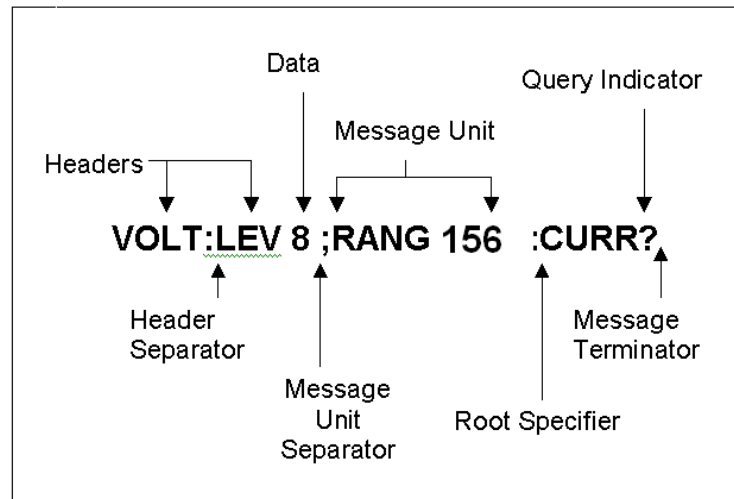 Data
Query Indicator
Message Unit
Headers
VOLT:LEV 8 ;RANG 156 :CURR?
Header
Separator
Message
Terminator
Message
Unit
Separator
Root Specifier